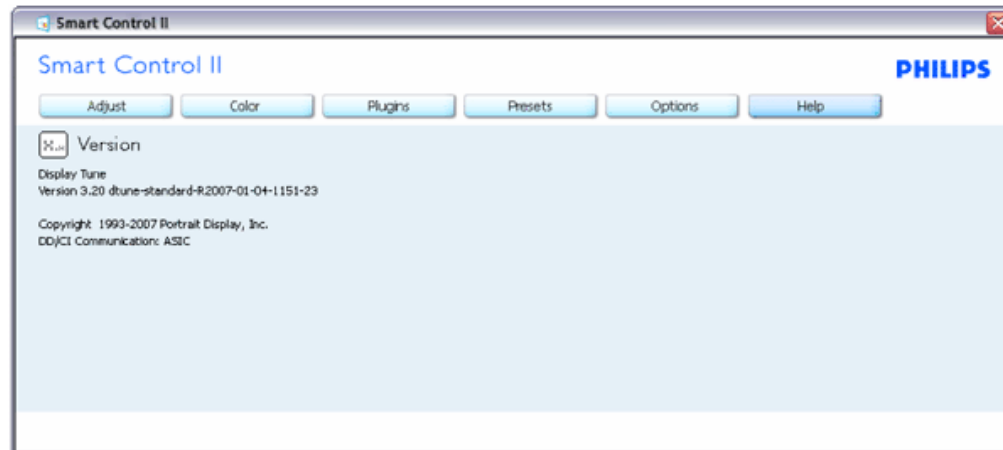 Smart Control II
Smart Control II
PHILIPS
Adjust Color Plugins Presets Options Help
Version
Display Tune
Version 3.20 dtune-standard-R2007-01-04-1151-23
Copyright 1993-2007 Portrait Display, Inc.
DD/CI Communication: ASIC